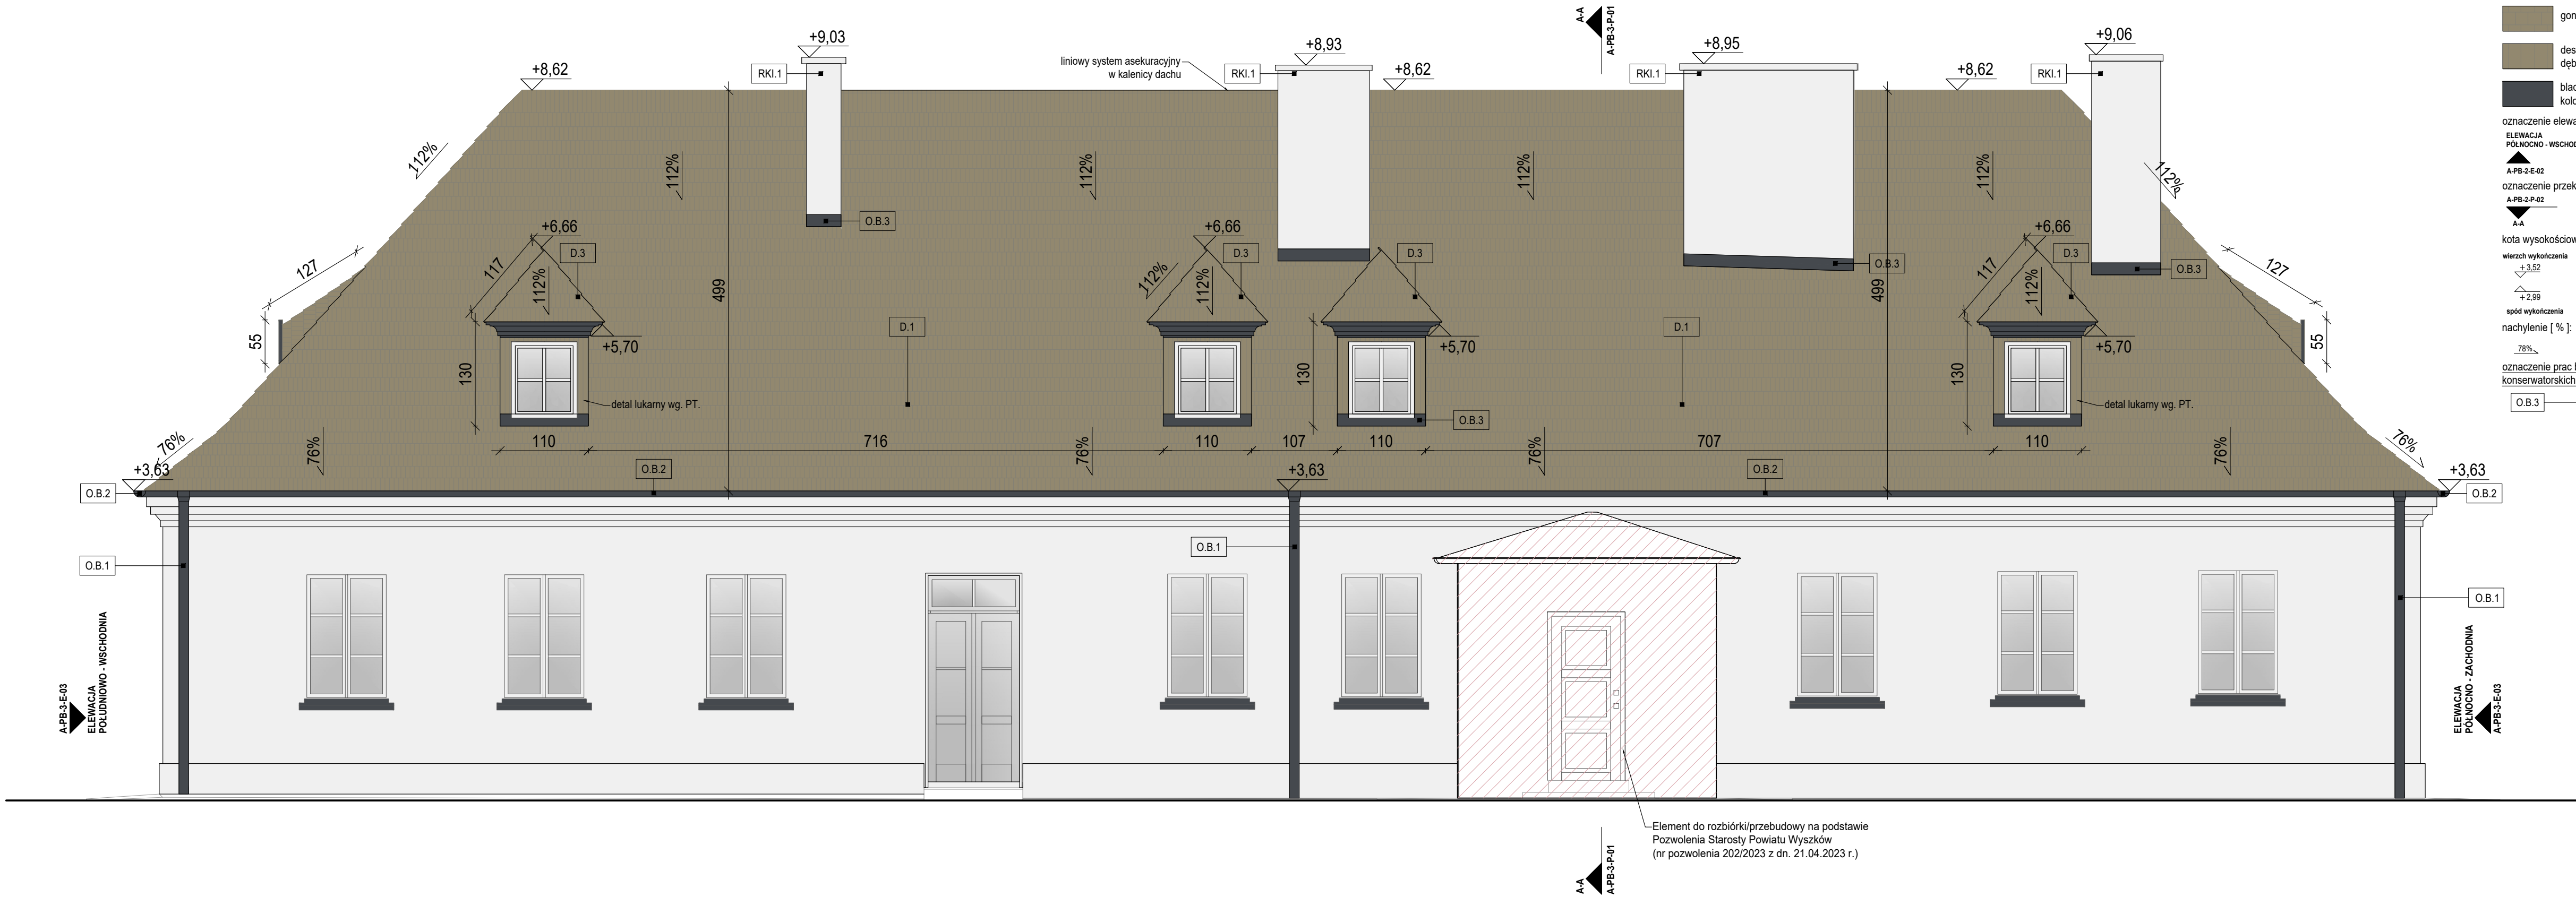 A-A
A-PB-3-P-01
+8,62
+9,03
RKI.1
liniowy system asekuracyjny
w kalenicy dachu
+8,93
RKI.1
+8,62
+8,95
RKI.1
+8,62
+9,06
RKI.1
112%
112%
112%
112%
112%
112%
O.B.3
O.B.3
O.B.3
127
55
+6,66
117
112%
D.3
+5,70
130
detal lukarny wg. PT.
499
D.1
+6,66
112%
112%
D.3
D.3
130
+5,70
O.B.3
D.1
499
+6,66
117
112%
D.3
130
+5,70
detal lukarny wg. PT.
127
55
110
716
110
107
110
707
110
76%
76%
76%
76%
76%
76%
+3,63
O.B.2
O.B.2
+3,63
O.B.2
+3,63
O.B.2
O.B.1
O.B.1
O.B.1
A-PB-3-E-03
ELEWACJA
POŁUDNIOWO - WSCHODNIA
ELEWACJA
PÓŁNOCNO - ZACHODNIA
A-PB-3-E-03
Element do rozbiórki/przebudowy na podstawie
Pozwolenia Starosty Powiatu Wyszków
(nr pozwolenia 202/2023 z dn. 21.04.2023 r.)
A-A
A-PB-3-P-01
gon
des
dęb
blac
kolo
oznaczenie elewa
ELEWACJA
PÓŁNOCNO - WSCHOD
A-PB-2-E-02
oznaczenie przek
A-PB-2-P-02
A-A
kota wysokościow
wierzch wykończenia
+ 3,52
+ 2,99
spód wykończenia
nachylenie [ % ]:
78%
oznaczenie prac
konserwatorskich
O.B.3